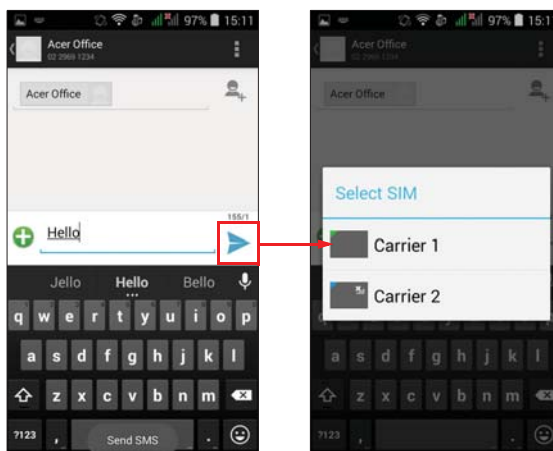 97% 15:11
Acer Office
02 2969 1234
Acer Office
155/1
Hello
Jello Hello Bello
q w e r t y u i o p
a s d f g h j k l
z x c v b n m
?123 , Send SMS .
97% 15:1
Acer Office
02 2969 1234
Acer Office
Select SIM
Carrier 1
Carrier 2
a s d f g h j k l
z x c v b n m
?123 , .